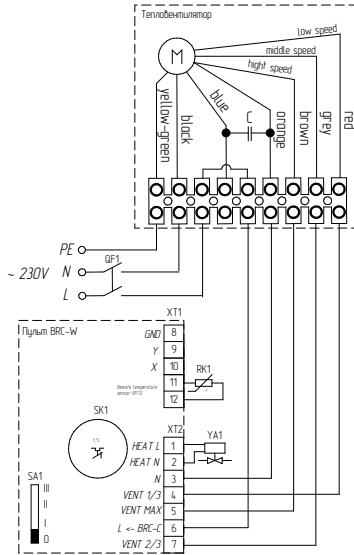 Тепловентилятор
low speed
middle speed
hight speed
M
yellow-green
black
blue
C
orange
brown
grey
red
PE
~ 230V
N
QF1
L
Пульт BRC-W
XT1
GND 8
Y 9
X 10
Remote temperature
sensor (RTS)
11
12
RK1
SK1
t,°C
XT2
HEAT L 1
HEAT N 2
YA1
N 3
VENT 1/3 4
VENT MAX 5
L <- BRC-C 6
VENT 2/3 7
SA1
III
II
I
0